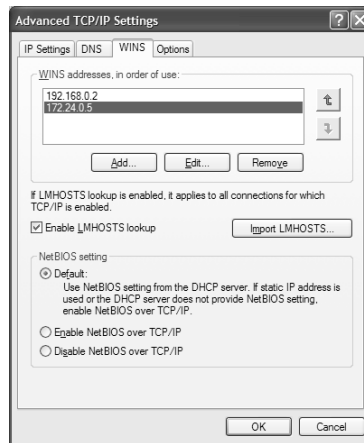 Advanced TCP/IP Settings
IP Settings DNS WINS Options
WINS addresses, in order of use:
192.168.0.2
172.24.0.5
Add... Edit... Remove
If LMHOSTS lookup is enabled, it applies to all connections for which
TCP/IP is enabled.
Enable LMHOSTS lookup Import LMHOSTS...
NetBIOS setting
Default:
Use NetBIOS setting from the DHCP server. If static IP address is
used or the DHCP server does not provide NetBIOS setting,
enable NetBIOS over TCP/IP.
Enable NetBIOS over TCP/IP
Disable NetBIOS over TCP/IP
OK Cancel